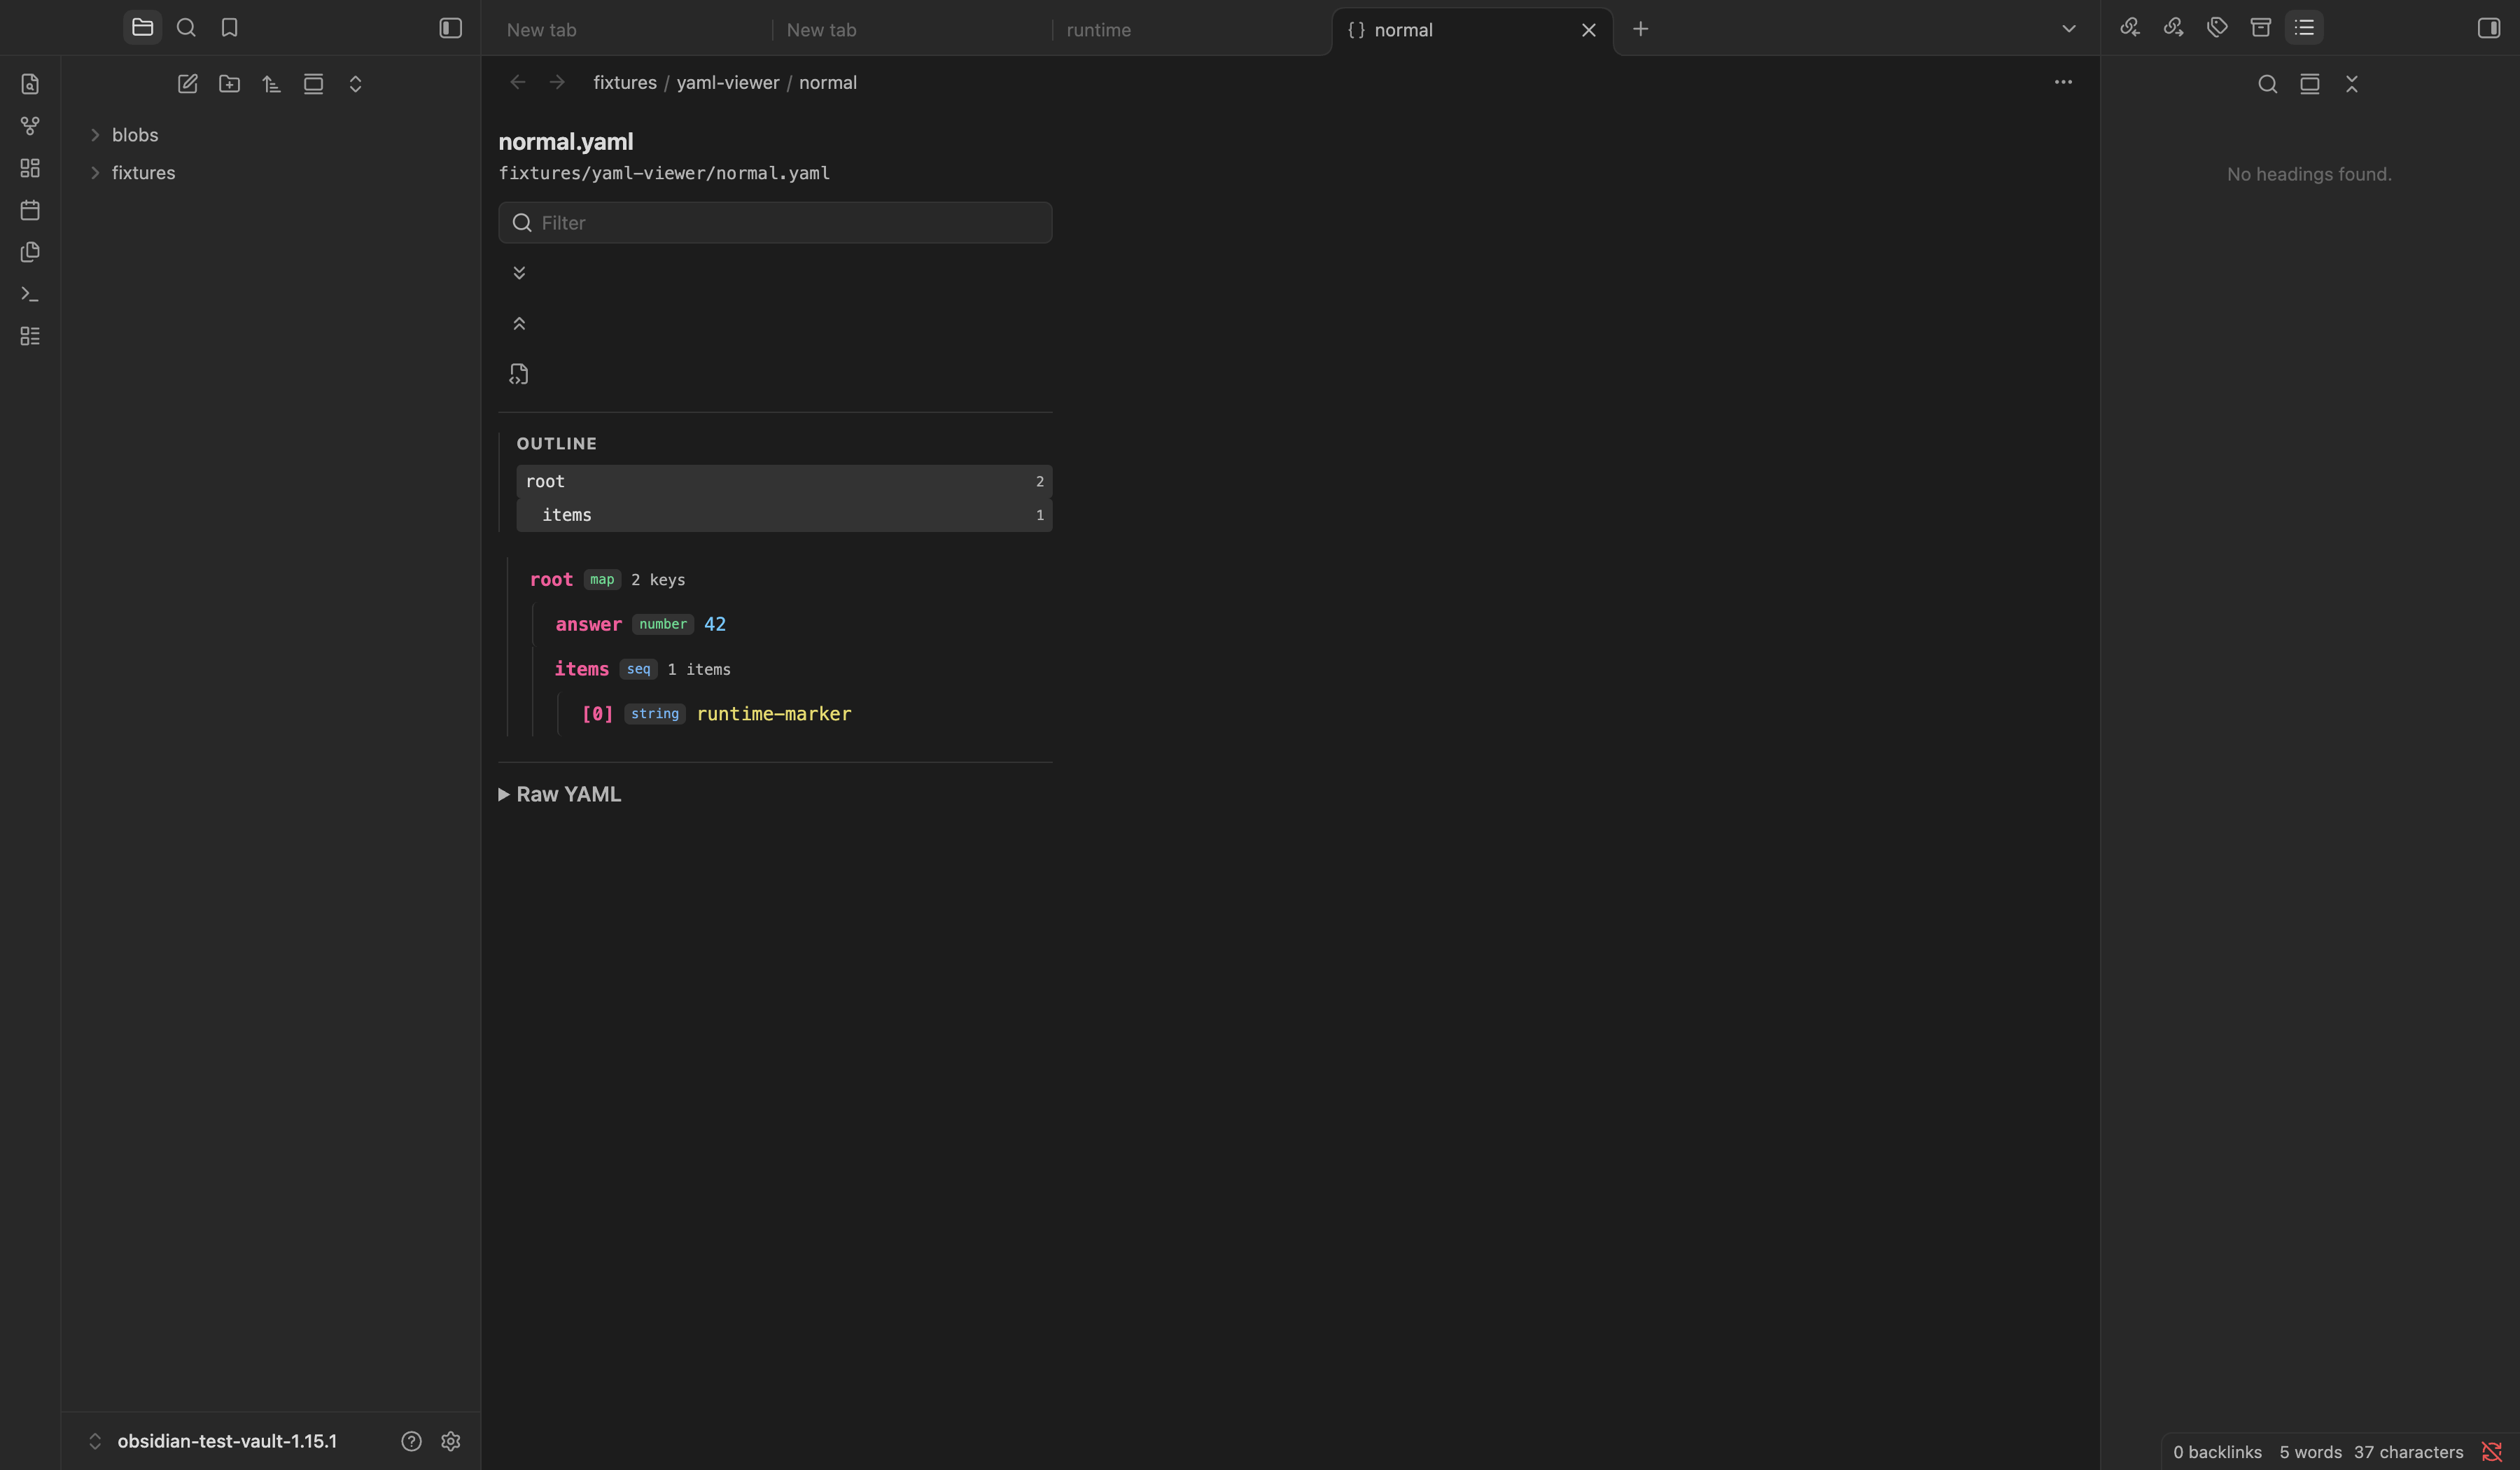 New tab
New tab
runtime
{} normal
fixtures / yaml-viewer / normal
blobs
fixtures
normal.yaml
fixtures/yaml-viewer/normal.yaml
Filter
OUTLINE
root 2
items 1
root map 2 keys
answer number 42
items seq 1 items
[0] string runtime-marker
Raw YAML
No headings found.
obsidian-test-vault-1.15.1
0 backlinks 5 words 37 characters